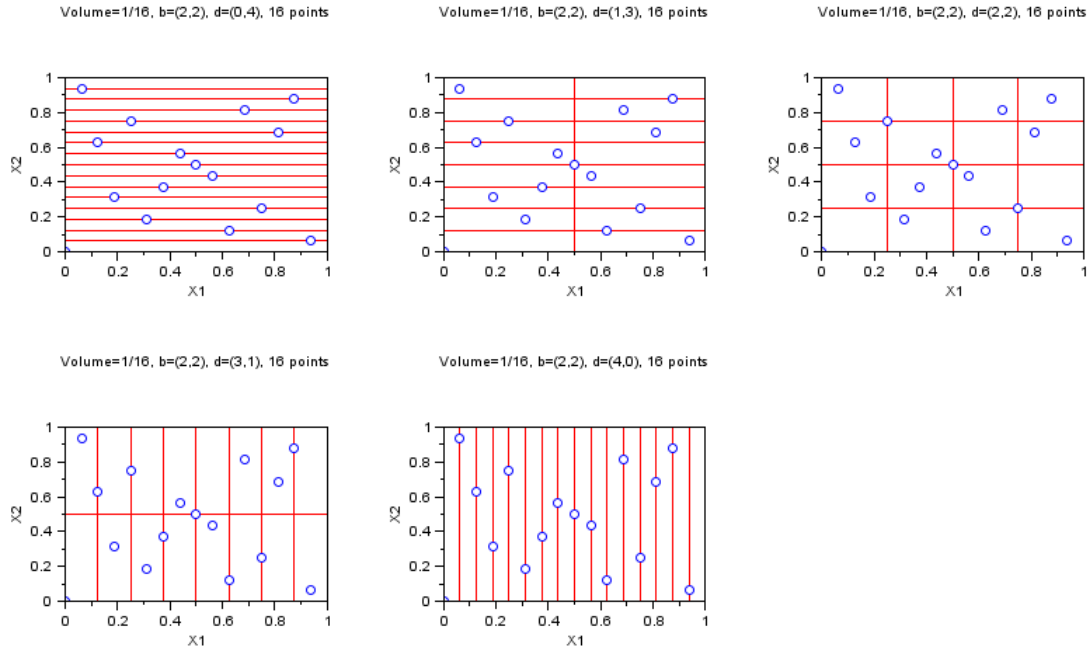 Volume=1/16, b=(2,2), d=(0,4), 16 points
1
0.8
0.6
0.4
0.2
0
X2
0 0.2 0.4 0.6 0.8 1
X1
Volume=1/16, b=(2,2), d=(1,3), 16 points
1
0.8
0.6
0.4
0.2
0
X2
0 0.2 0.4 0.6 0.8 1
X1
Volume=1/16, b=(2,2), d=(2,2), 16 points
1
0.8
0.6
0.4
0.2
0
X2
0 0.2 0.4 0.6 0.8 1
X1
Volume=1/16, b=(2,2), d=(3,1), 16 points
1
0.8
0.6
0.4
0.2
0
X2
0 0.2 0.4 0.6 0.8 1
X1
Volume=1/16, b=(2,2), d=(4,0), 16 points
1
0.8
0.6
0.4
0.2
0
X2
0 0.2 0.4 0.6 0.8 1
X1